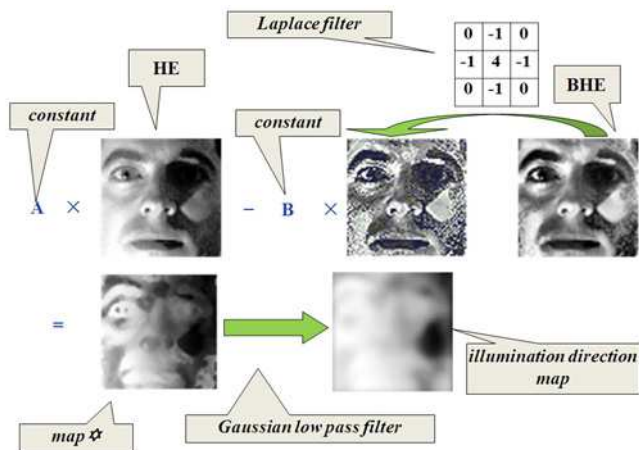 Laplace filter
0 -1 0
-1 4 -1
0 -1 0
HE
BHE
constant
constant
A × − B ×
=
illumination direction
map
map ✡
Gaussian low pass filter